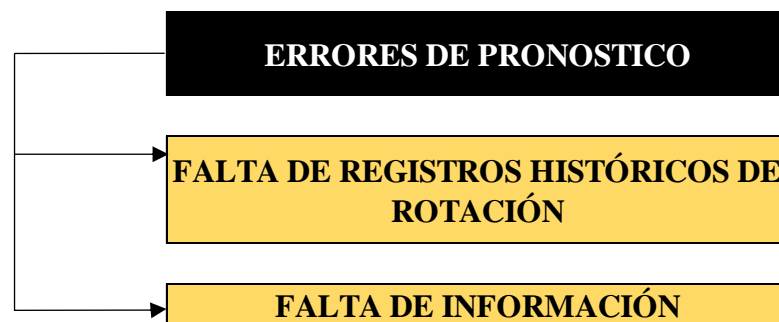 ERRORES DE PRONOSTICO
FALTA DE REGISTROS HISTÓRICOS DE
ROTACIÓN
FALTA DE INFORMACIÓN